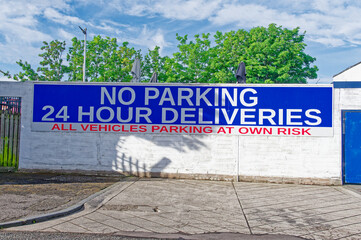 NO PARKING
24 HOUR DELIVERIES
ALL VEHICLES PARKING AT OWN RISK